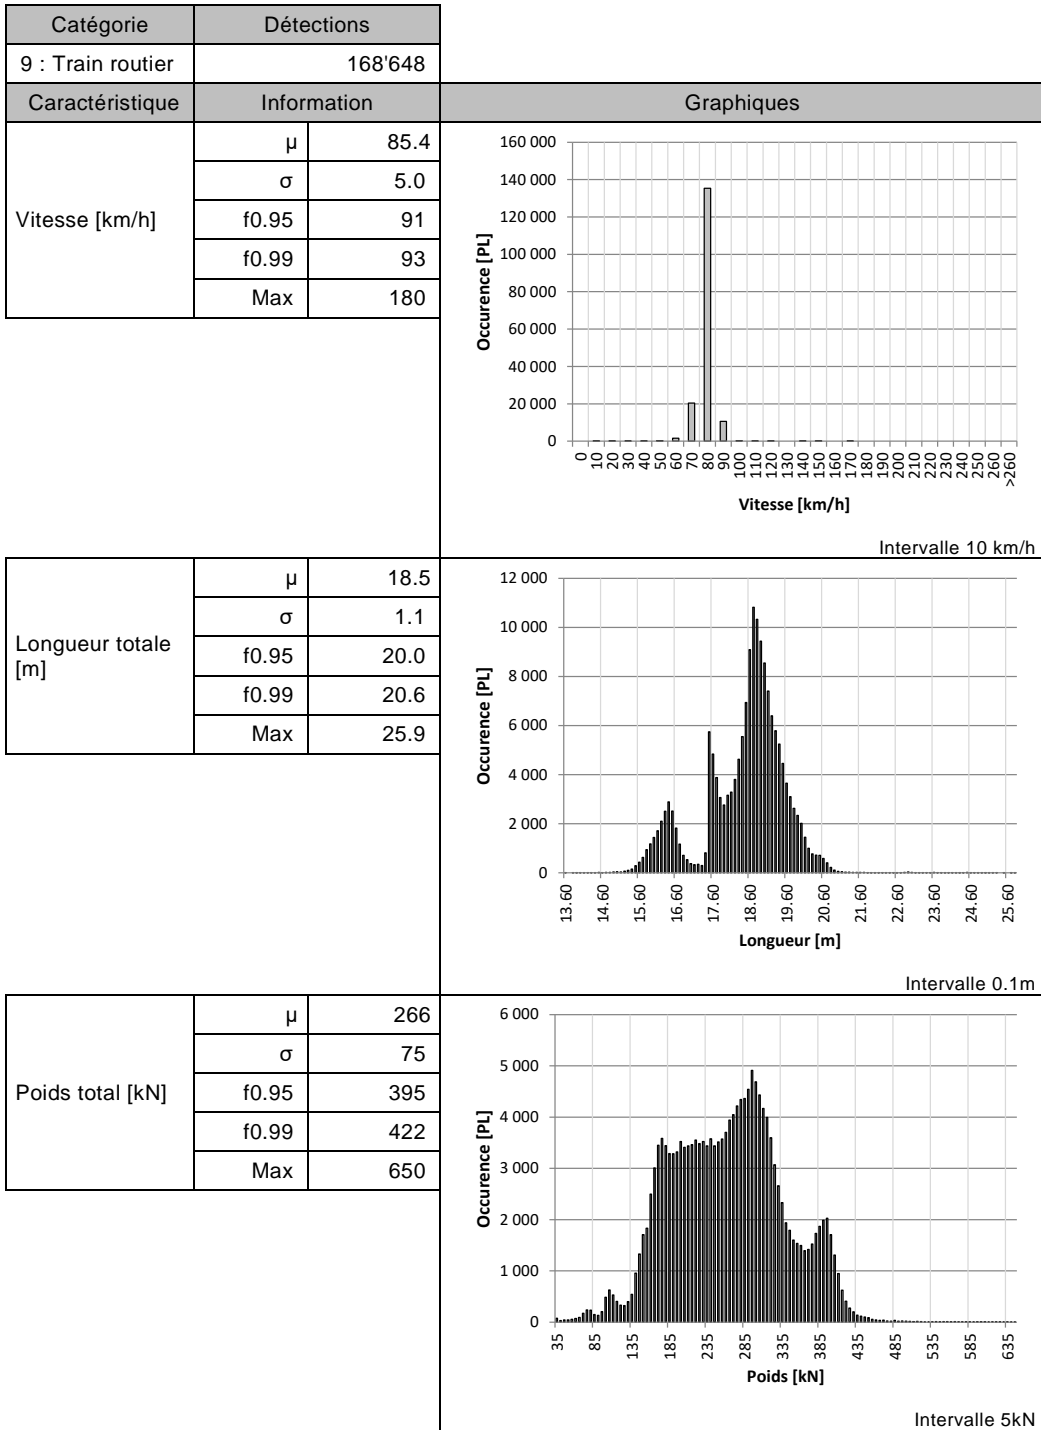 Catégorie Détections
9 : Train routier 168'648
Caractéristique Information Graphiques
Vitesse [km/h]
µ 85.4
σ 5.0
f0.95 91
f0.99 93
Max 180
160 000
140 000
120 000
100 000
80 000
60 000
40 000
20 000
0
Occurence [PL]
0 10 20 30 40 50 60 70 80 90 100 110 120 130 140 150 160 170 180 190 200 210 220 230 240 250 260 >260
Vitesse [km/h]
Intervalle 10 km/h
Longueur totale
[m]
µ 18.5
σ 1.1
f0.95 20.0
f0.99 20.6
Max 25.9
12 000
10 000
8 000
6 000
4 000
2 000
0
Occurence [PL]
13.60 14.60 15.60 16.60 17.60 18.60 19.60 20.60 21.60 22.60 23.60 24.60 25.60
Longueur [m]
Intervalle 0.1m
Poids total [kN]
µ 266
σ 75
f0.95 395
f0.99 422
Max 650
6 000
5 000
4 000
3 000
2 000
1 000
0
Occurence [PL]
35 85 135 185 235 285 335 385 435 485 535 585 635
Poids [kN]
Intervalle 5kN